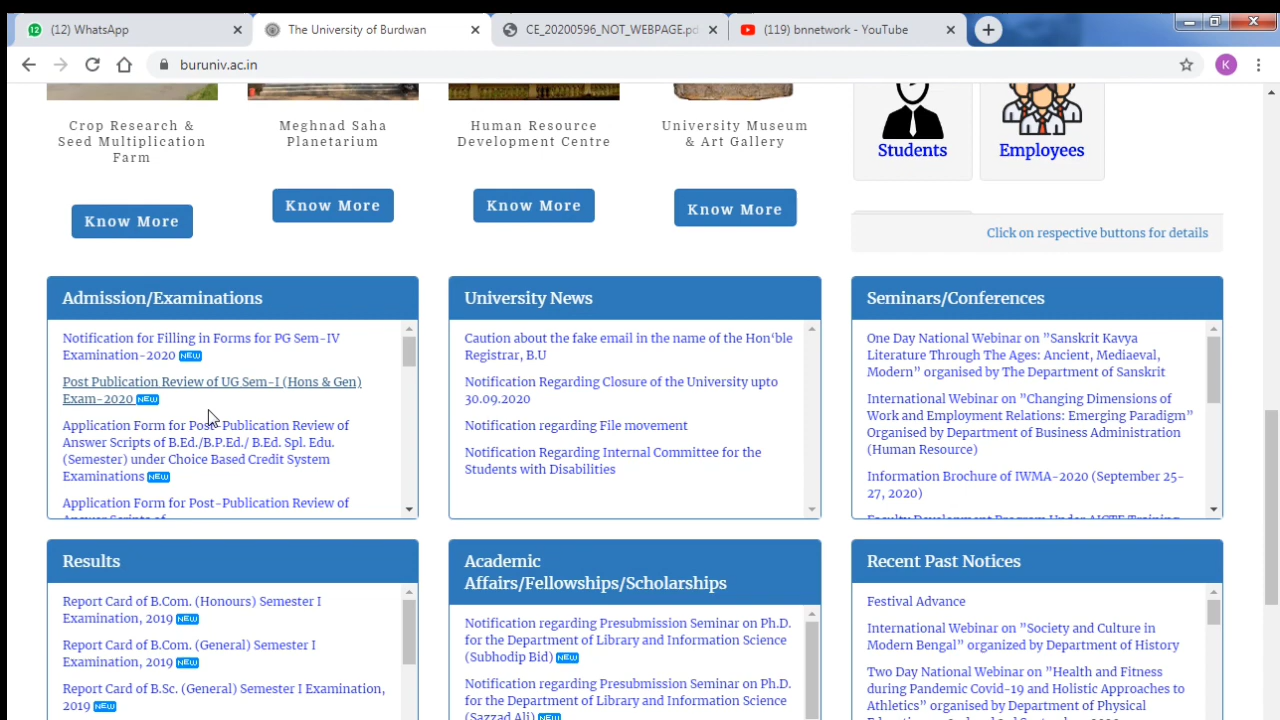 (12) WhatsApp
The University of Burdwan
CE_20200596_NOT_WEBPAGE.pd
(119) bnnetwork - YouTube
buruniv.ac.in
K
Crop Research &
Seed Multiplication
Farm
Know More
Meghnad Saha
Planetarium
Know More
Human Resource
Development Centre
Know More
University Museum
& Art Gallery
Know More
Students
Employees
Click on respective buttons for details
Admission/Examinations
Notification for Filling in Forms for PG Sem-IV
Examination-2020 NEW
Post Publication Review of UG Sem-I (Hons & Gen)
Exam-2020 NEW
Application Form for Post-Publication Review of
Answer Scripts of B.Ed./B.P.Ed./ B.Ed. Spl. Edu.
(Semester) under Choice Based Credit System
Examinations NEW
Application Form for Post-Publication Review of
Answer Scripts of
University News
Caution about the fake email in the name of the Hon'ble
Registrar, B.U
Notification Regarding Closure of the University upto
30.09.2020
Notification regarding File movement
Notification Regarding Internal Committee for the
Students with Disabilities
Seminars/Conferences
One Day National Webinar on "Sanskrit Kavya
Literature Through The Ages: Ancient, Mediaeval,
Modern" organised by The Department of Sanskrit
International Webinar on "Changing Dimensions of
Work and Employment Relations: Emerging Paradigm"
Organised by Department of Business Administration
(Human Resource)
Information Brochure of IWMA-2020 (September 25-
27, 2020)
Faculty Development Program Under AICTE Training
Results
Report Card of B.Com. (Honours) Semester I
Examination, 2019 NEW
Report Card of B.Com. (General) Semester I
Examination, 2019 NEW
Report Card of B.Sc. (General) Semester I Examination,
2019 NEW
Academic
Affairs/Fellowships/Scholarships
Notification regarding Presubmission Seminar on Ph.D.
for the Department of Library and Information Science
(Subhodip Bid) NEW
Notification regarding Presubmission Seminar on Ph.D.
for the Department of Library and Information Science
(Sazzad Ali) NEW
Recent Past Notices
Festival Advance
International Webinar on "Society and Culture in
Modern Bengal" organized by Department of History
Two Day National Webinar on "Health and Fitness
during Pandemic Covid-19 and Holistic Approaches to
Athletics" organised by Department of Physical